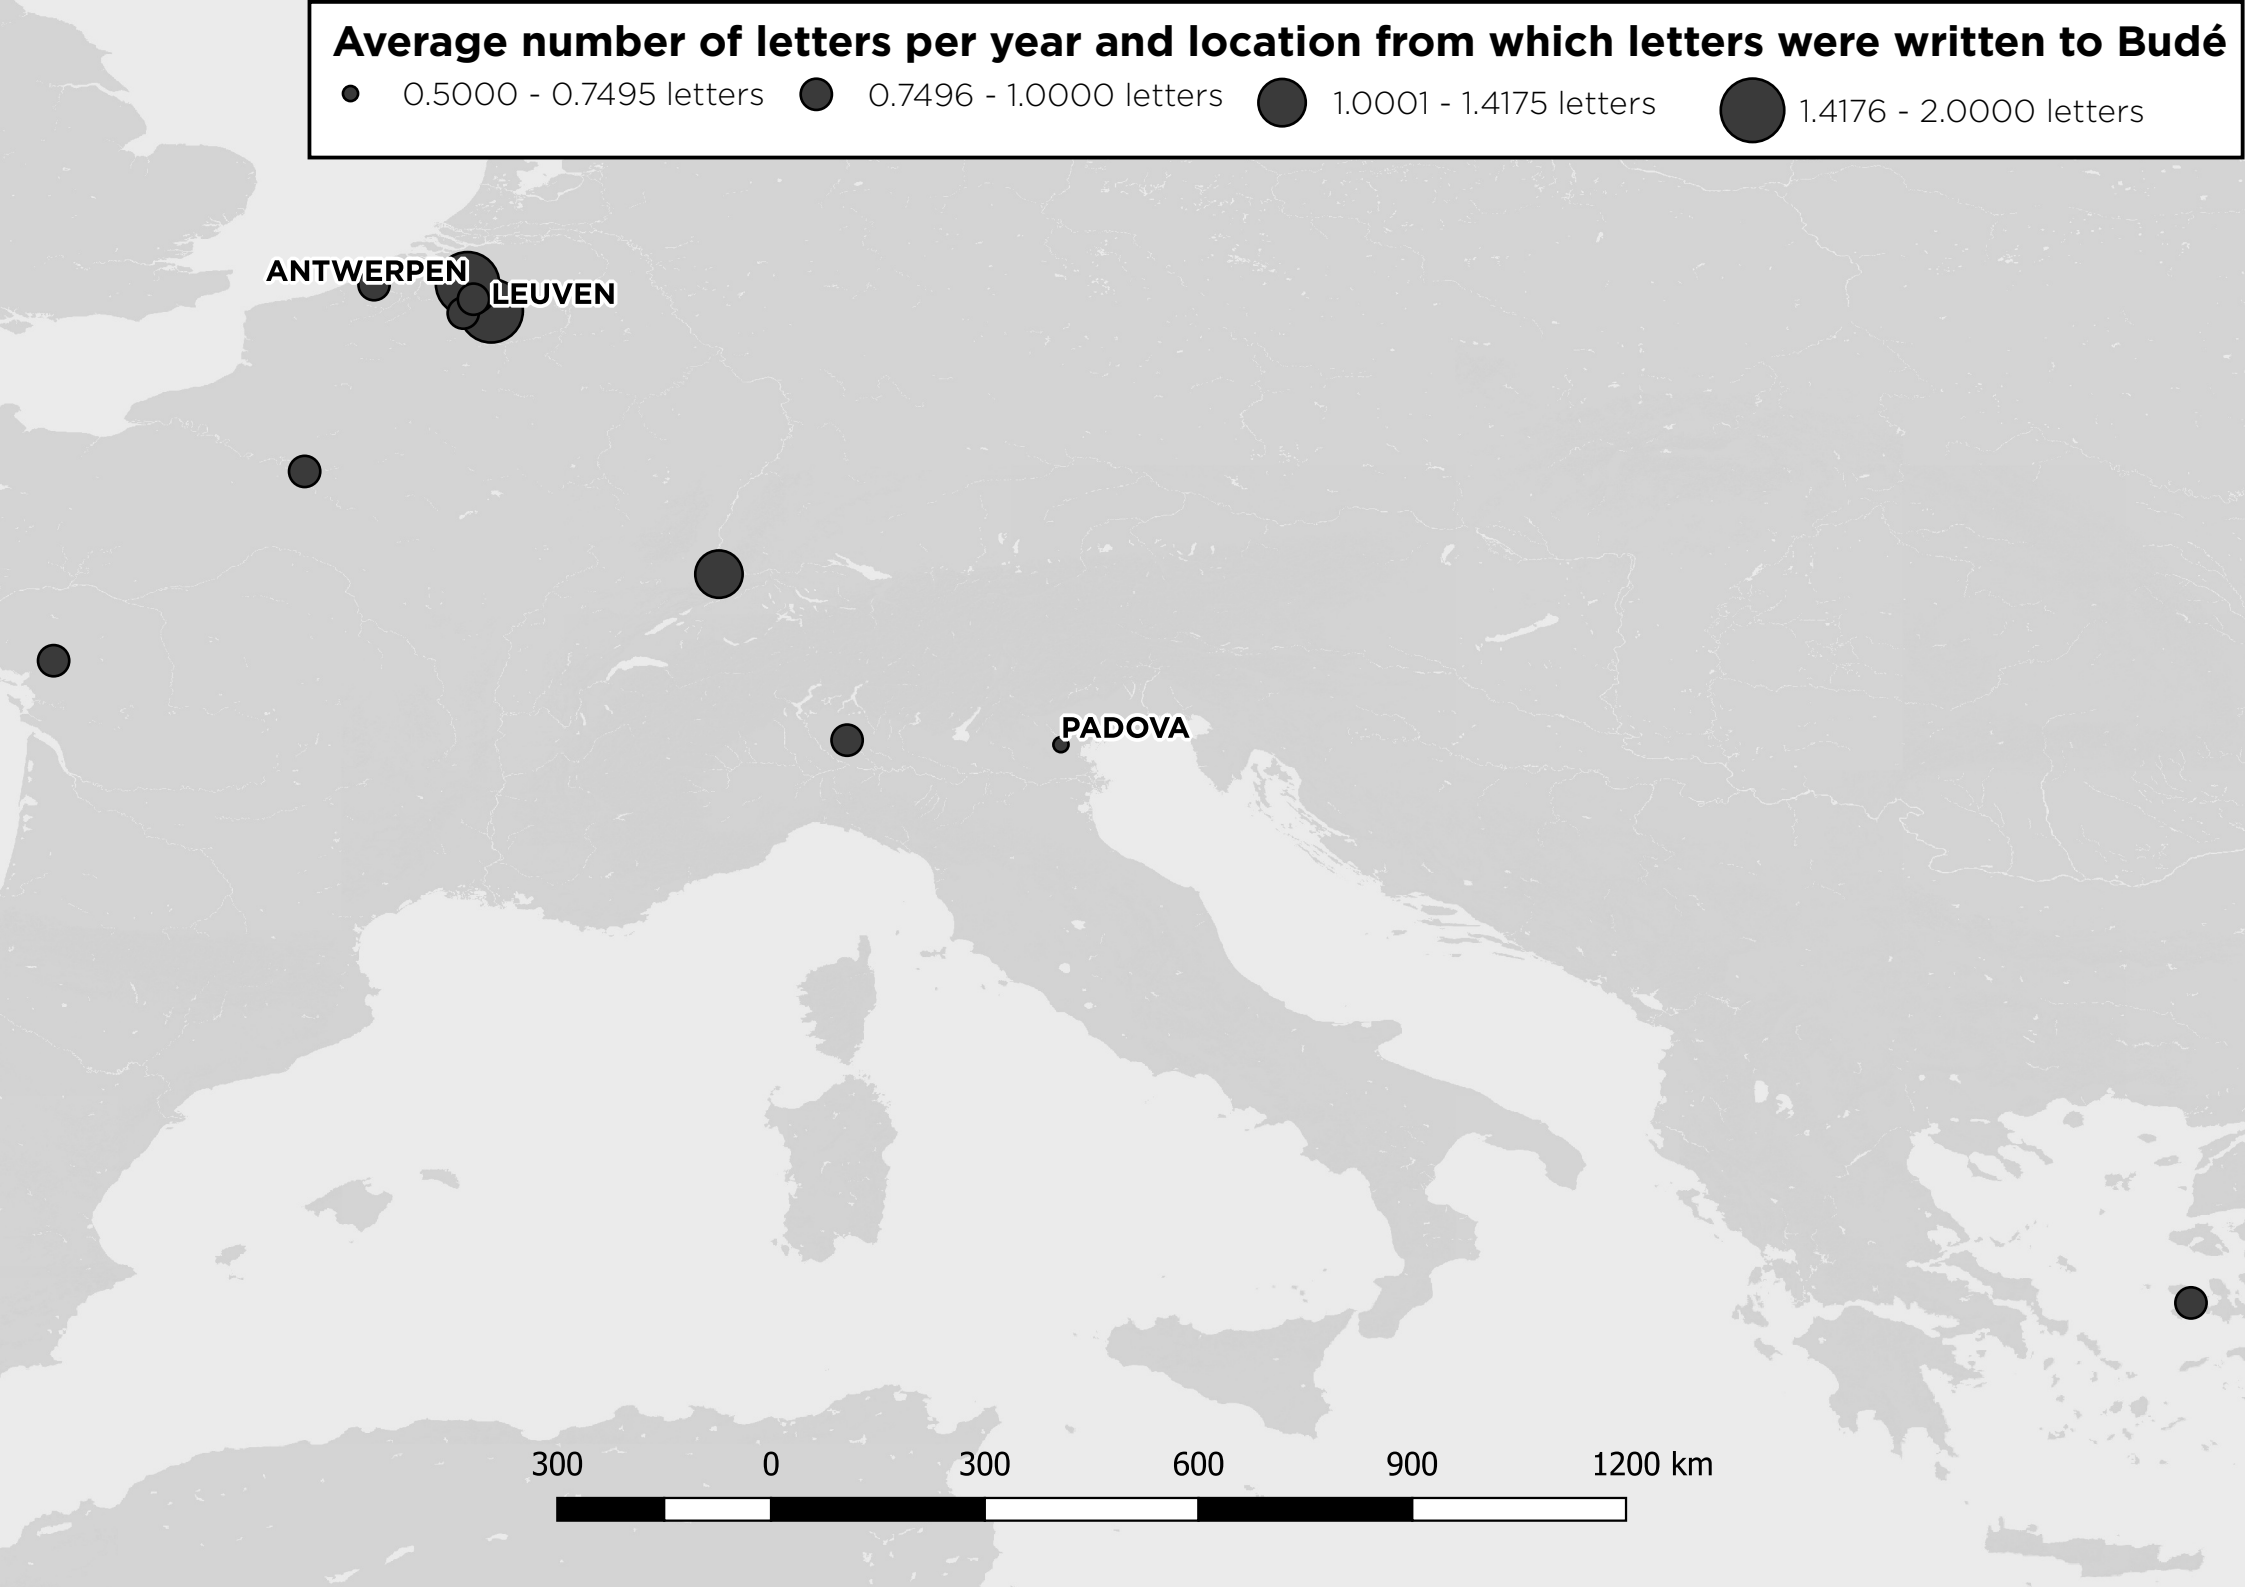 Average number of letters per year and location from which letters were written to Budé
0.5000 - 0.7495 letters 0.7496 - 1.0000 letters 1.0001 - 1.4175 letters 1.4176 - 2.0000 letters
ANTWERPEN
LEUVEN
PADOVA
300 0 300 600 900 1200 km